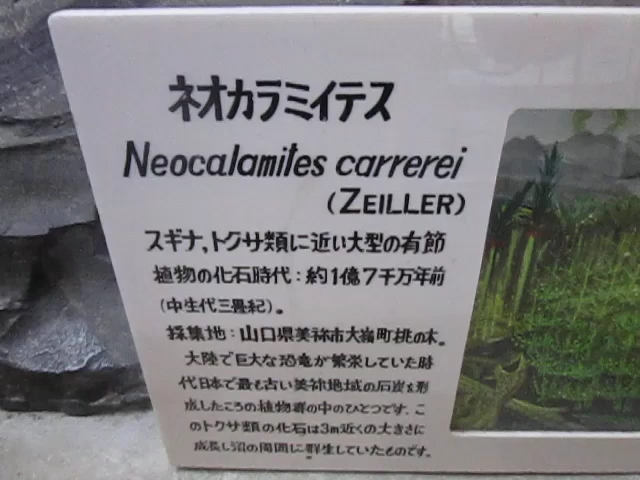 ネオカラミイテス
Neocalamites carrerei
(ZEILLER)
スギナ,トクサ類に近い大型の有節
植物の化石時代:約1億7千万年前
(中生代三畳紀)。
採集地:山口県美祢市大嶺町桃の木。
大陸で巨大な恐竜が繁栄していた時
代日本で最も古い美祢地域の石炭を形
成したころの植物群の中のひとつです.こ
のトクサ類の化石は3m近くの大きさに
成長し沼の周囲に群生していたものです.